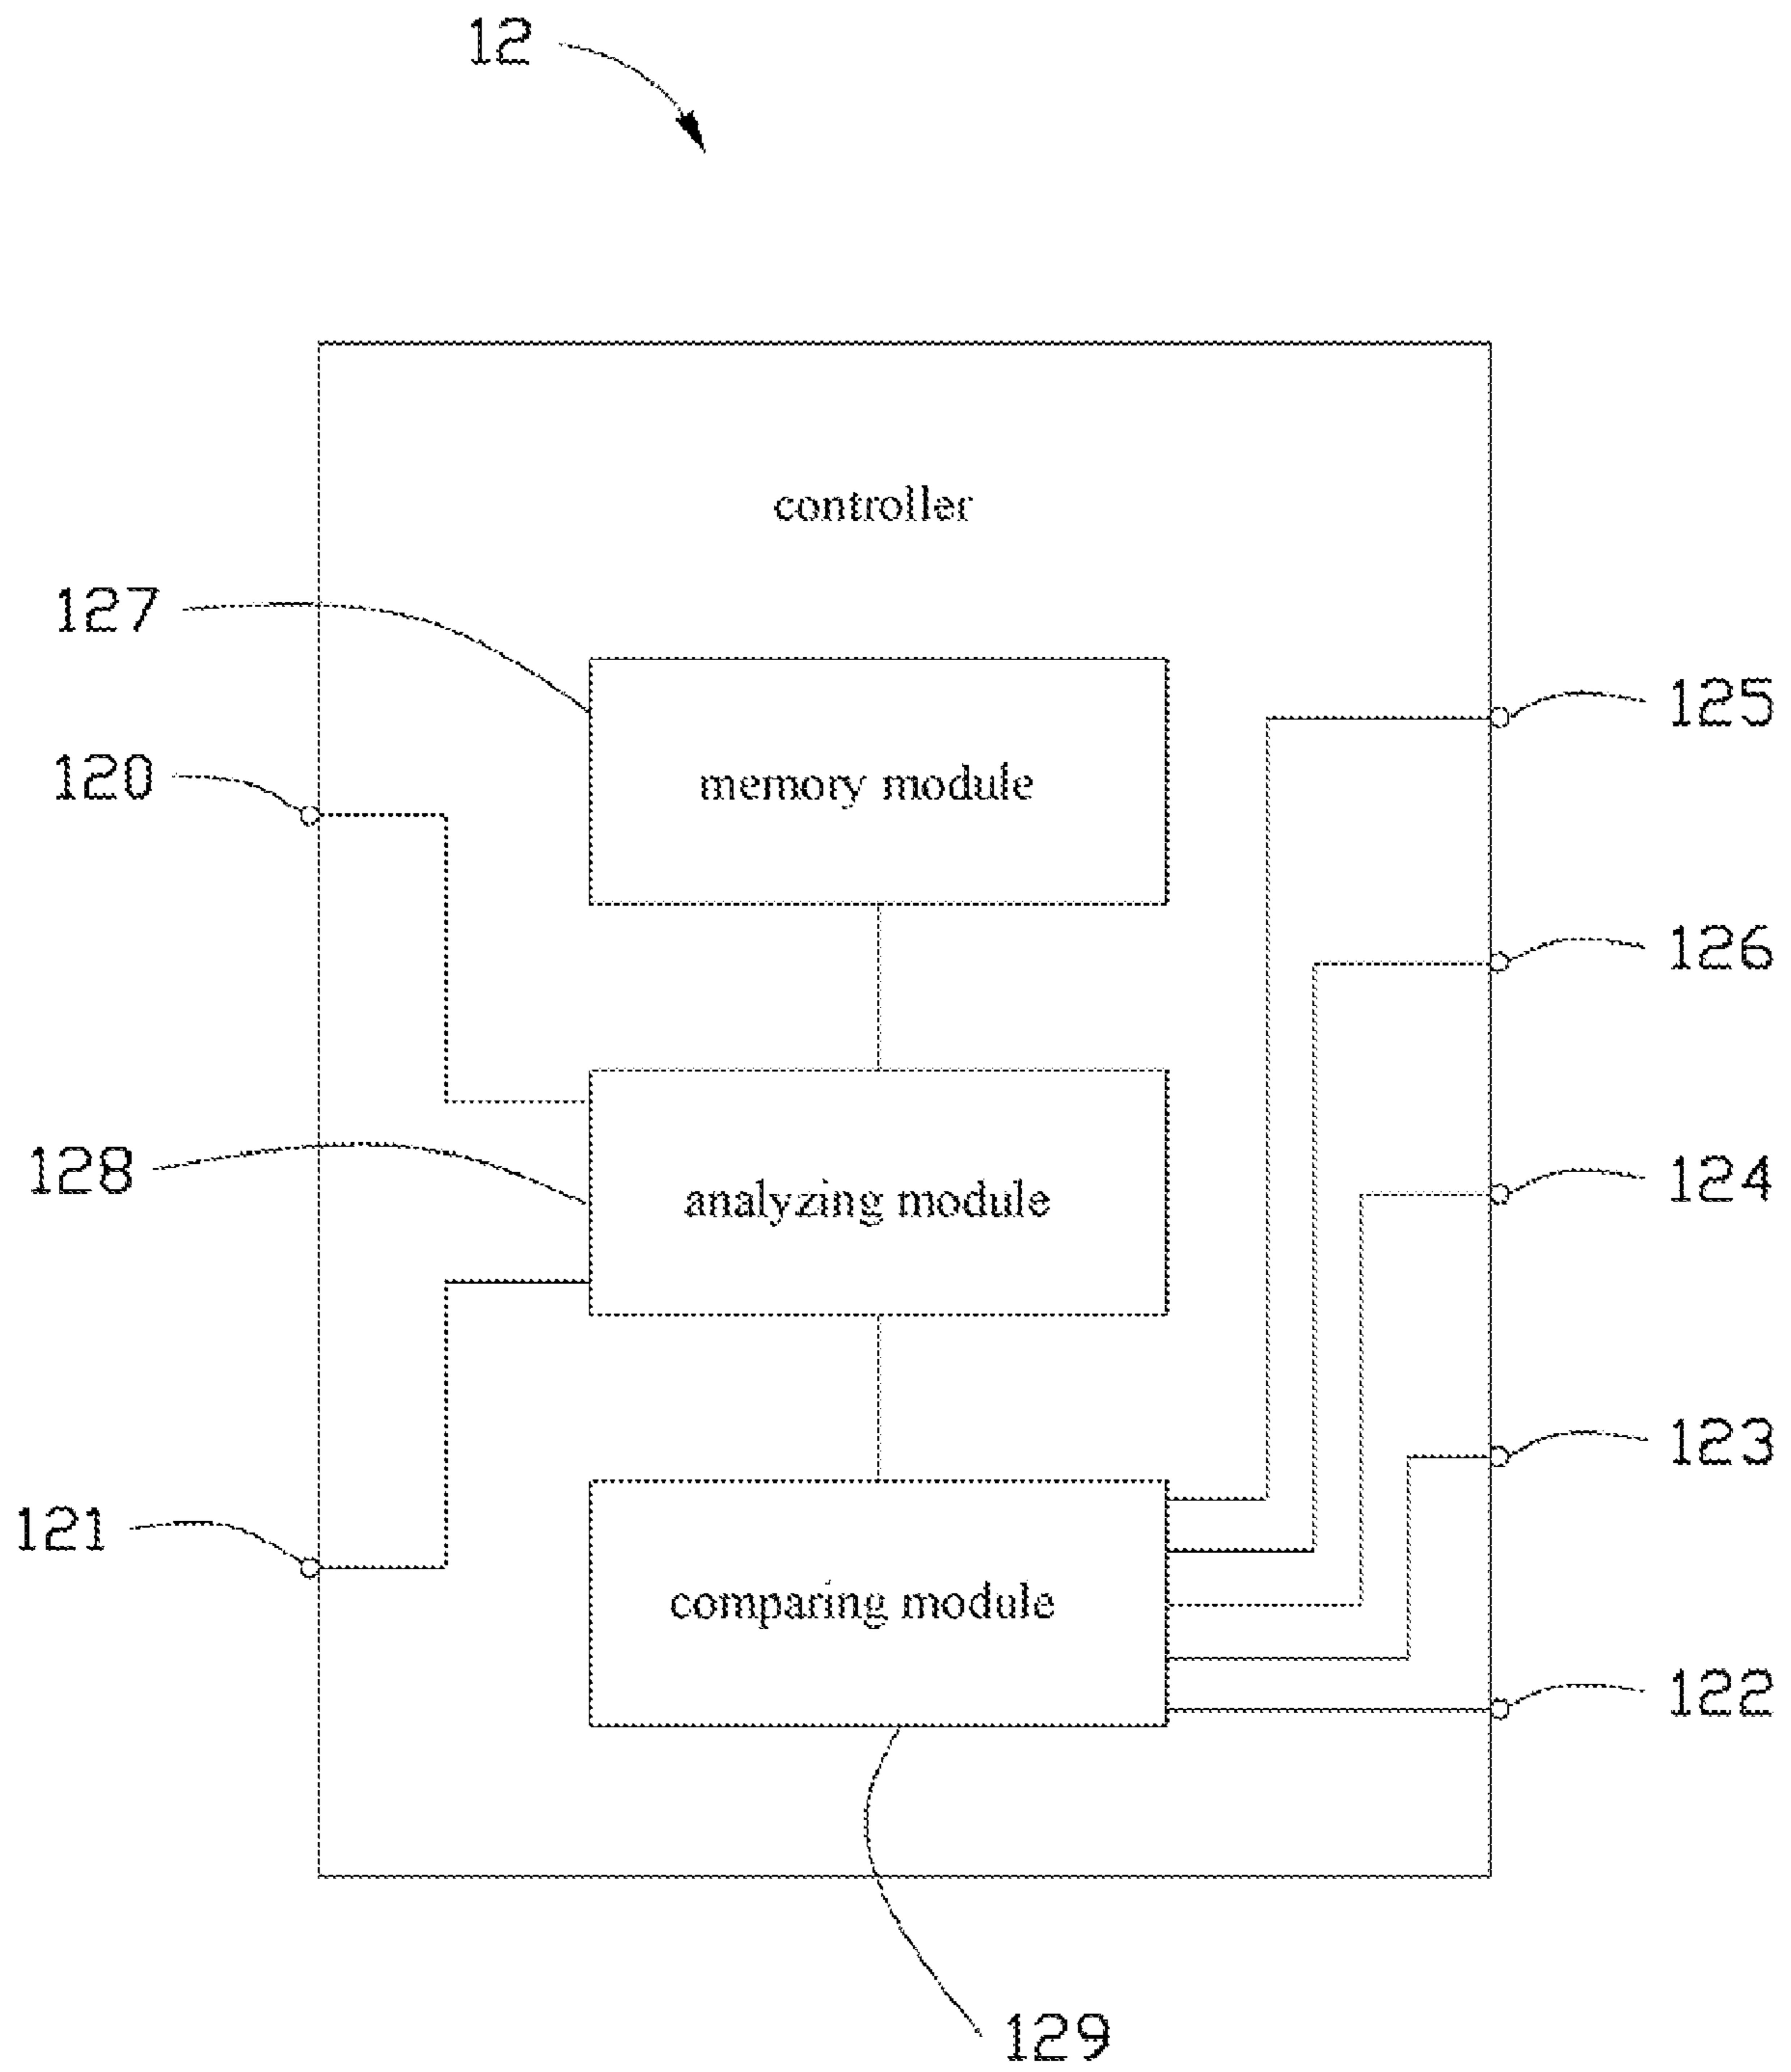 12
controller
127
125
memory module
120
126
128
analyzing module
124
123
121
comparing module
122
129